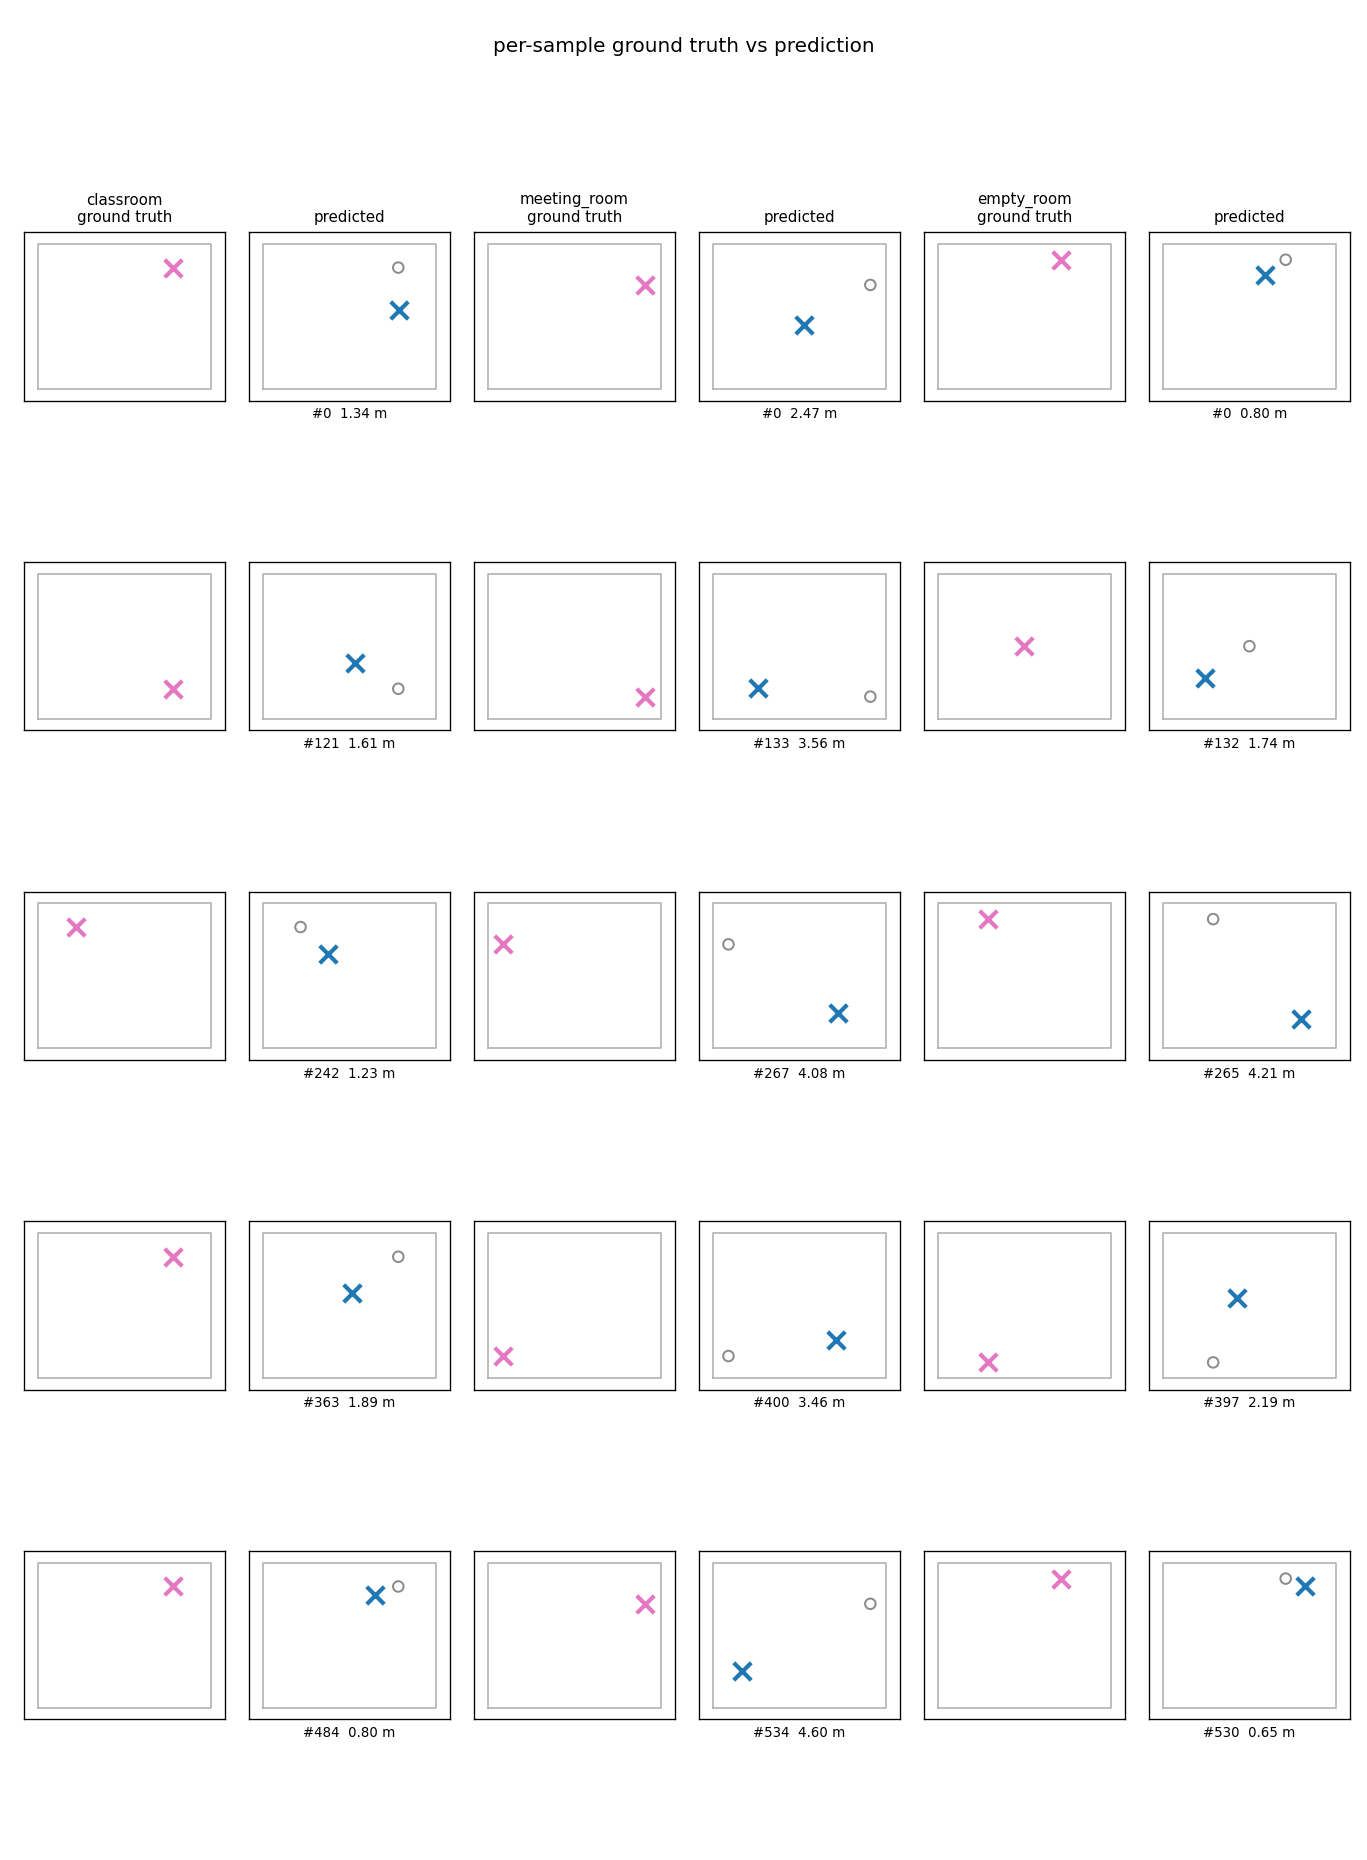 per-sample ground truth vs prediction
classroom
ground truth
predicted
meeting_room
ground truth
predicted
empty_room
ground truth
predicted
#0  1.34 m
#0  2.47 m
#0  0.80 m
#121  1.61 m
#133  3.56 m
#132  1.74 m
#242  1.23 m
#267  4.08 m
#265  4.21 m
#363  1.89 m
#400  3.46 m
#397  2.19 m
#484  0.80 m
#534  4.60 m
#530  0.65 m